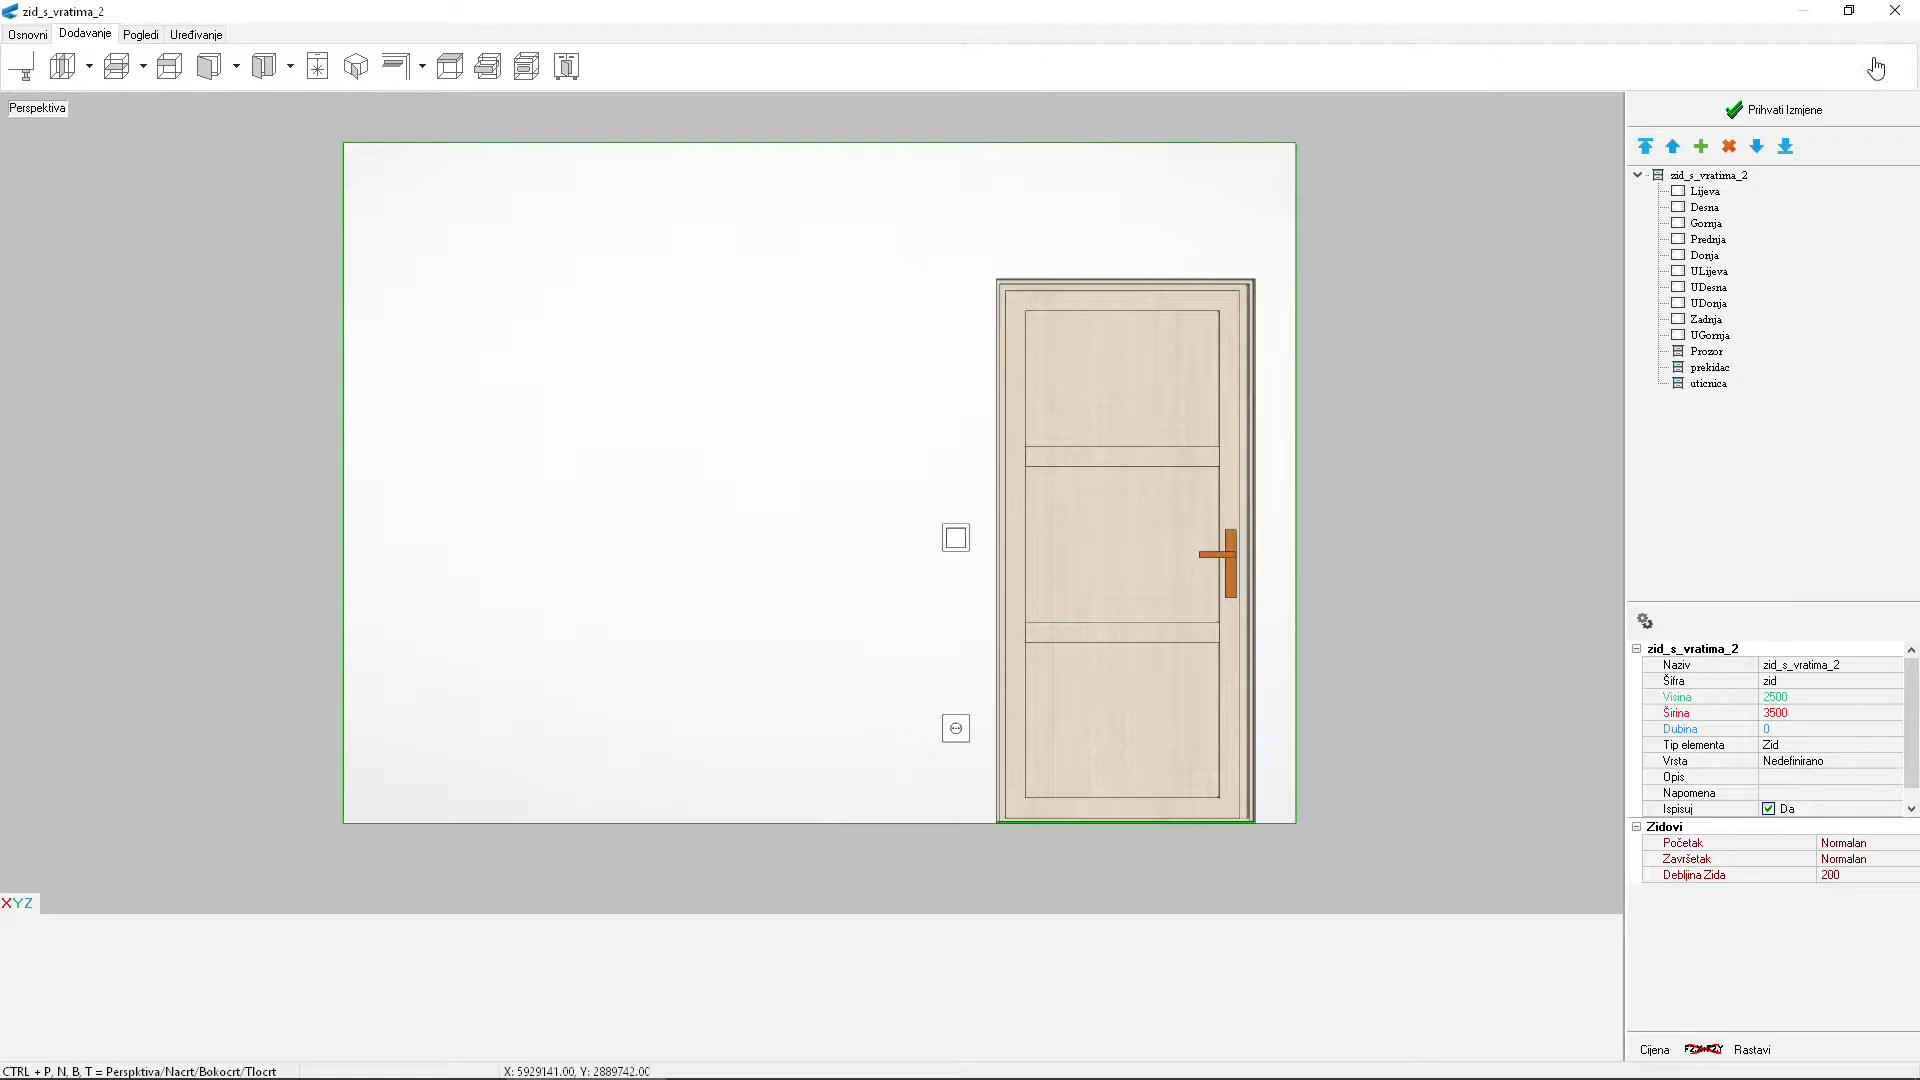 zid_s_vratima_2
Osnovni Dodavanje Pogledi Uređivanje
Perspektiva
Prihvati Izmjene
zid_s_vratima_2
Lijeva
Desna
Gornja
Prednja
Donja
ULijeva
UDesna
UDonja
Zadnja
UGornja
Prozor
prekidac
uticnica
zid_s_vratima_2
Naziv zid_s_vratima_2
Šifra zid
Visina 2500
Širina 3500
Dubina 0
Tip elementa Zid
Vrsta Nedefinirano
Opis
Napomena
Ispisuj Da
Zidovi
Početak Normalan
Završetak Normalan
Debljina Zida 200
XYZ
Cijena Rastavi
CTRL + P, N, B, T = Perspktiva/Nacrt/Bokocrt/Tlocrt X: 5929141.00, Y: 2889742.00